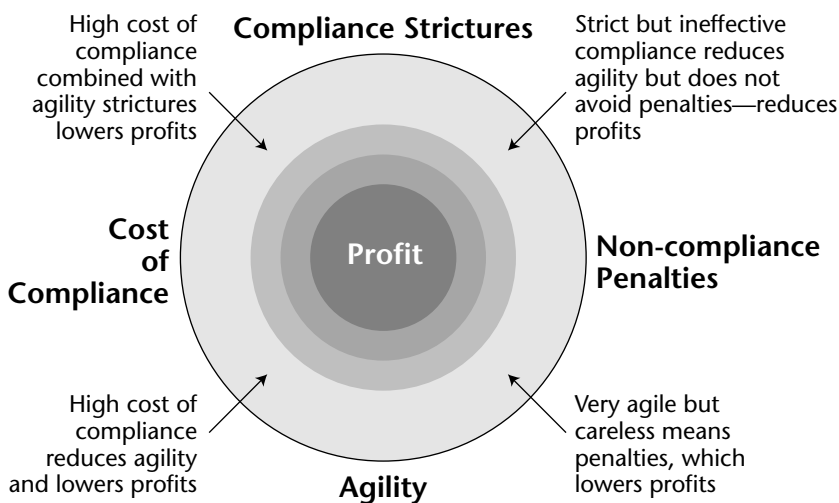 High cost of
compliance
combined with
agility strictures
lowers profits
Compliance Strictures
Strict but ineffective
compliance reduces
agility but does not
avoid penalties—reduces
profits
Cost
of
Compliance
Profit
Non-compliance
Penalties
High cost of
compliance
reduces agility
and lowers profits
Agility
Very agile but
careless means
penalties, which
lowers profits